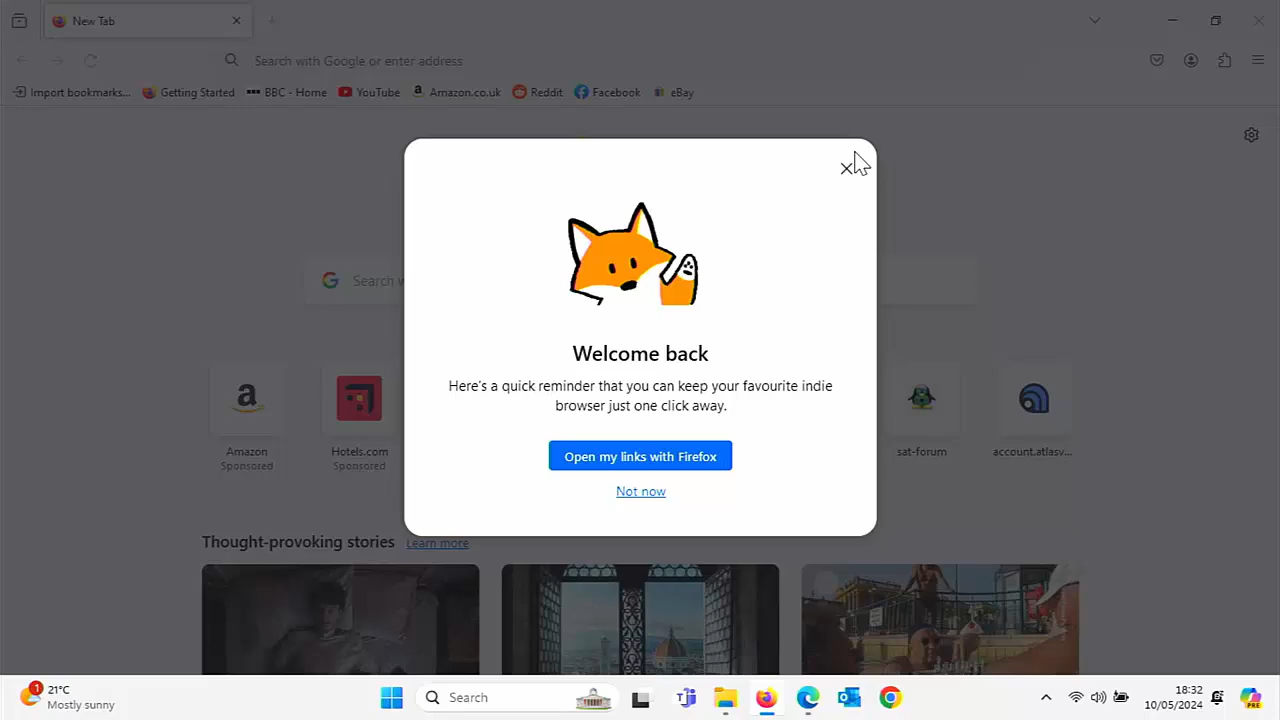 New Tab
Search with Google or enter address
Import bookmarks... Getting Started BBC - Home YouTube Amazon.co.uk Reddit Facebook eBay
Search w
Welcome back
Here's a quick reminder that you can keep your favourite indie
browser just one click away.
Open my links with Firefox
Not now
Amazon
Sponsored
Hotels.com
Sponsored
sat-forum
account.atlasv...
Thought-provoking stories Learn more
1
21°C
Mostly sunny
Search
18:32
10/05/2024
PRE